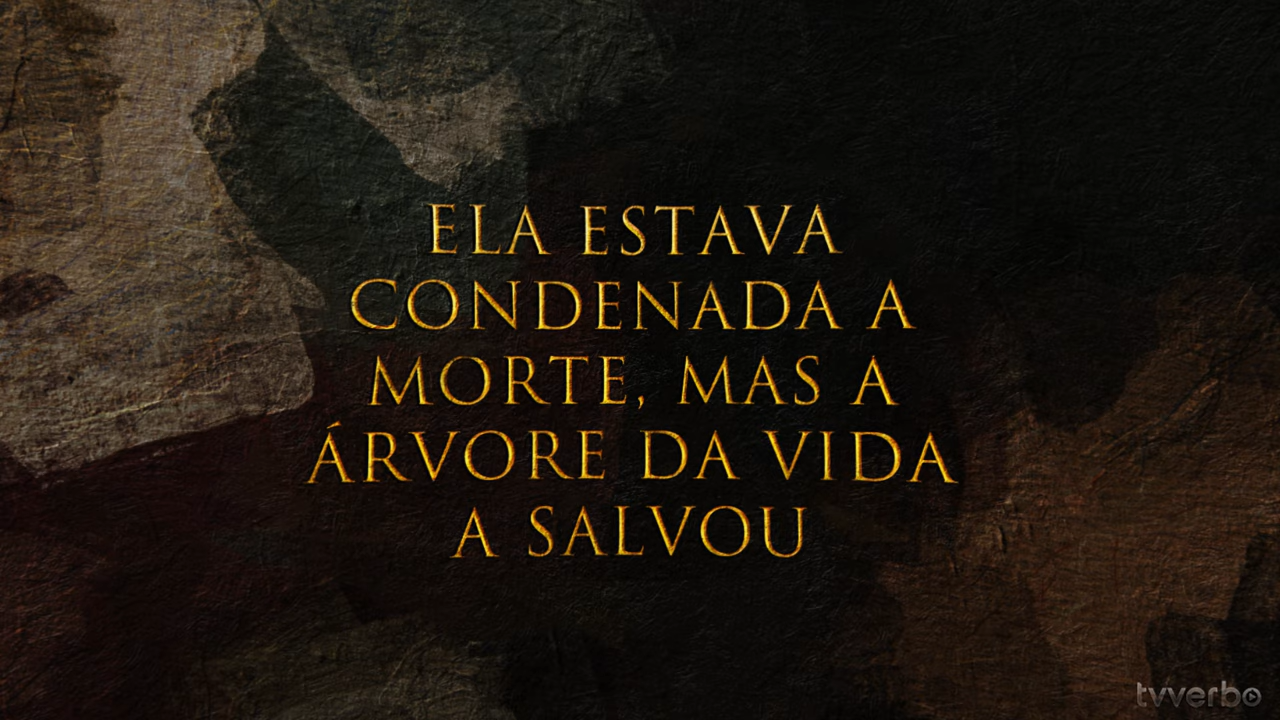 ELA ESTAVA
CONDENADA A
MORTE, MAS A
ÁRVORE DA VIDA
A SALVOU
tvverbo